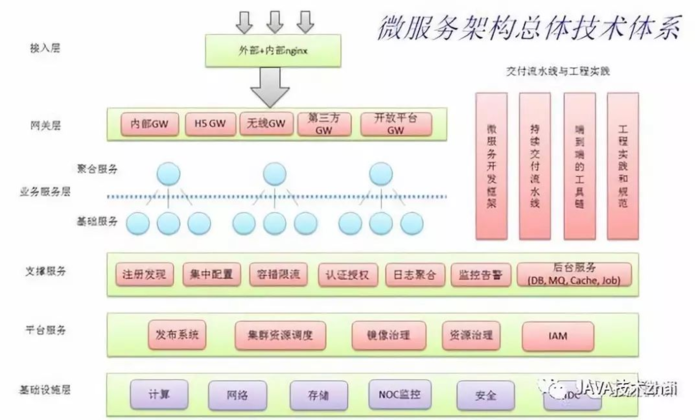 微服务架构总体技术体系
接入层
外部+内部nginx
交付流水线与工程实践
网关层
内部GW
H5 GW
无线GW
第三方
GW
开放平台
GW
微服务开发框架
持续交付流水线
端到端的工具链
工程实践和规范
聚合服务
业务服务层
基础服务
支撑服务
注册发现
集中配置
容错限流
认证授权
日志聚合
监控告警
后台服务
(DB, MQ, Cache, Job)
平台服务
发布系统
集群资源调度
镜像治理
资源治理
IAM
基础设施层
计算
网络
存储
NOC监控
安全
JAVA技术zhai